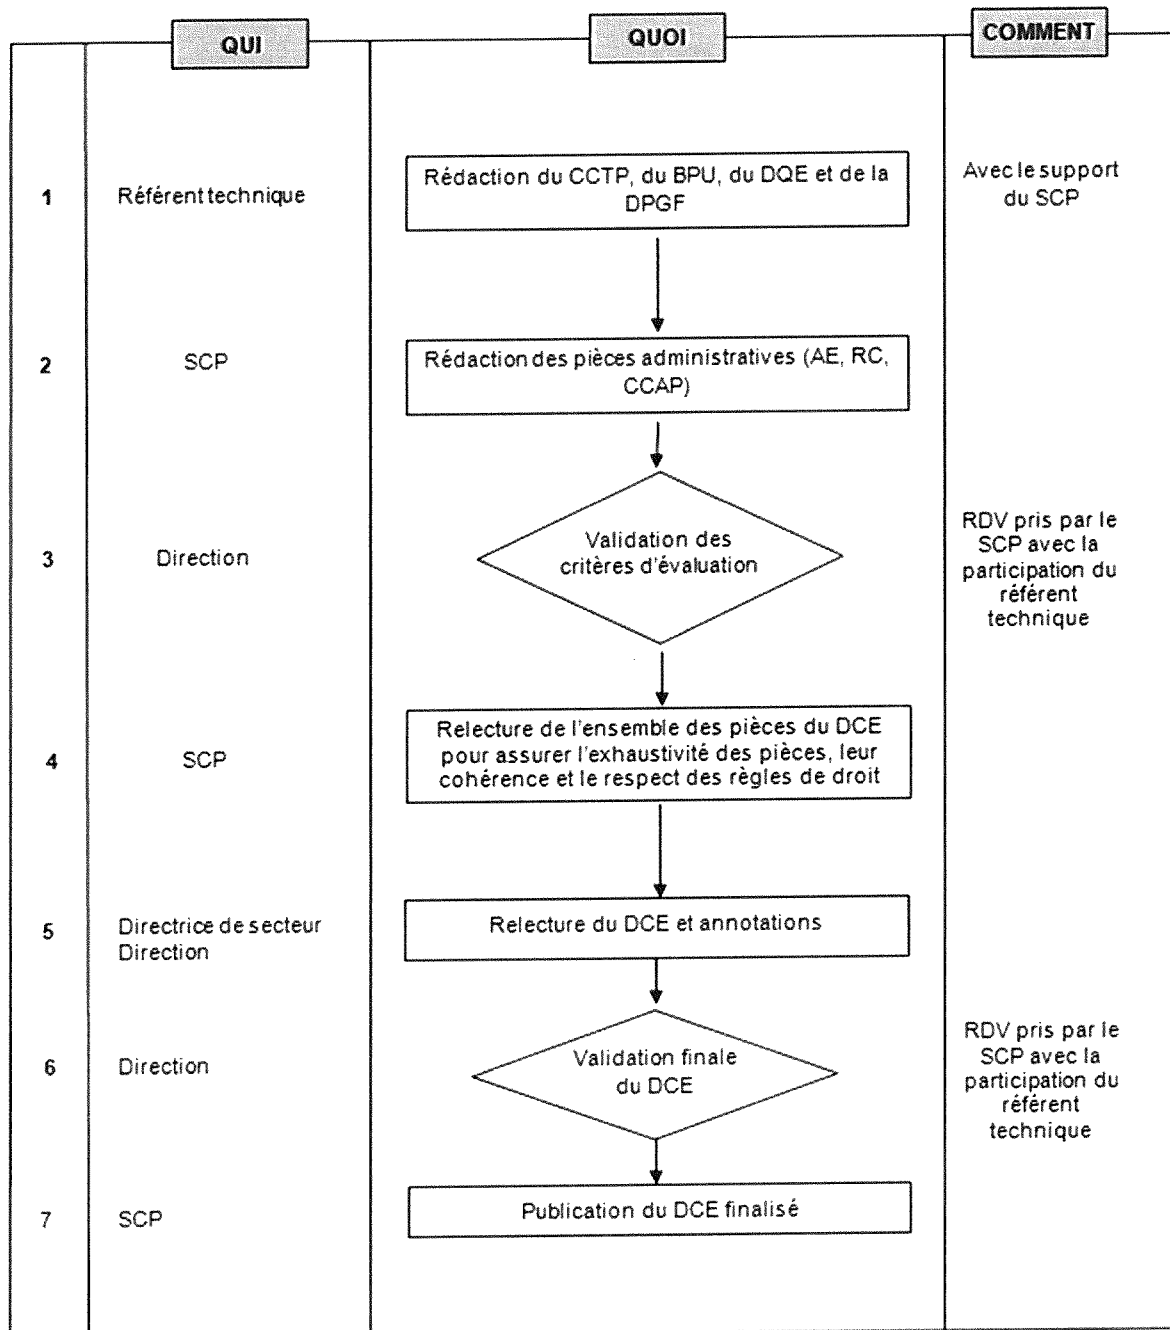 QUI
QUOI
COMMENT
1
Référent technique
Rédaction du CCTP, du BPU, du DQE et de la
DPGF
Avec le support
du SCP
2
SCP
Rédaction des pièces administratives (AE, RC,
CCAP)
3
Direction
Validation des
critères d'évaluation
RDV pris par le
SCP avec la
participation du
référent
technique
4
SCP
Relecture de l'ensemble des pièces du DCE
pour assurer l'exhaustivité des pièces, leur
cohérence et le respect des règles de droit
5
Directrice de secteur
Direction
Relecture du DCE et annotations
6
Direction
Validation finale
du DCE
RDV pris par le
SCP avec la
participation du
référent
technique
7
SCP
Publication du DCE finalisé